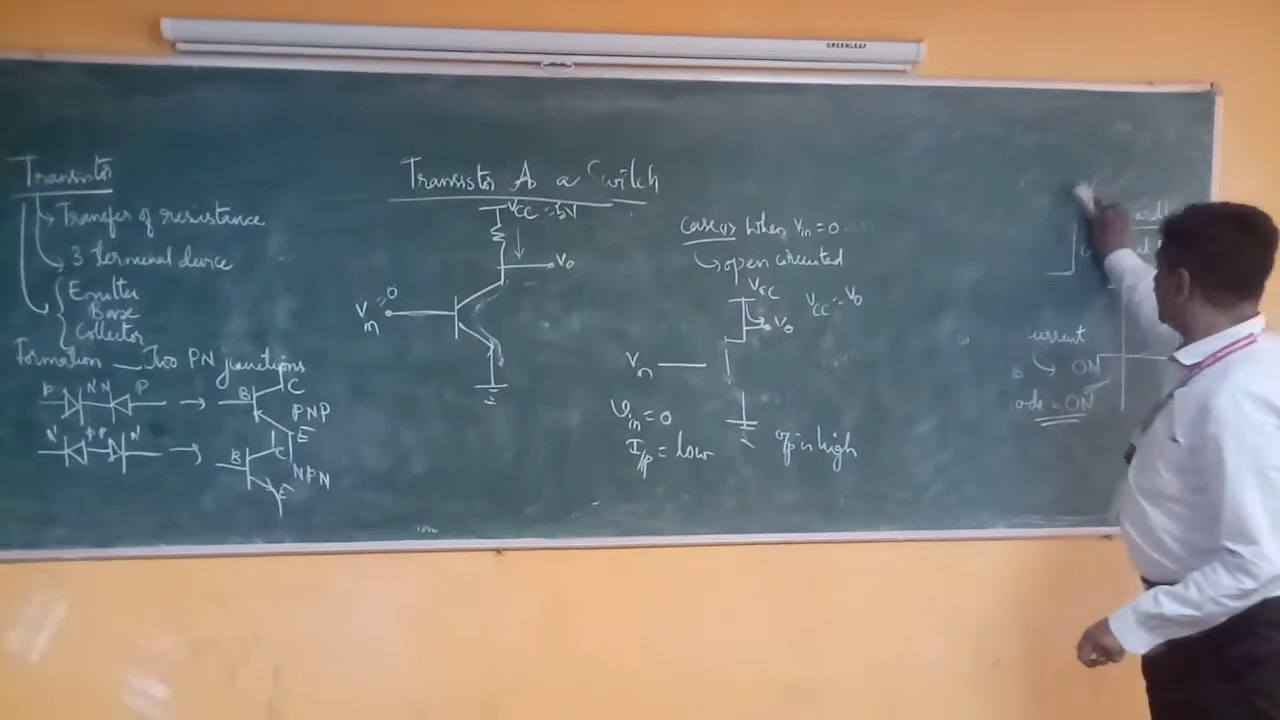 GREENLEAF
Transistor
Transfer of resistance
3 terminal device
Emitter
Base
Collector
Formation — Two PN junctions
P N N P
B C
PNP
E
N P P N
B C
NPN
E
Transistor As a Switch
VCC = 5V
Vo
Vin = 0
Case(i) When Vin = 0
open circuited
VCC
Vo
VCC = Vo
Vin
Vin = 0
I/p = low
o/p is high
current
B → ON
ON